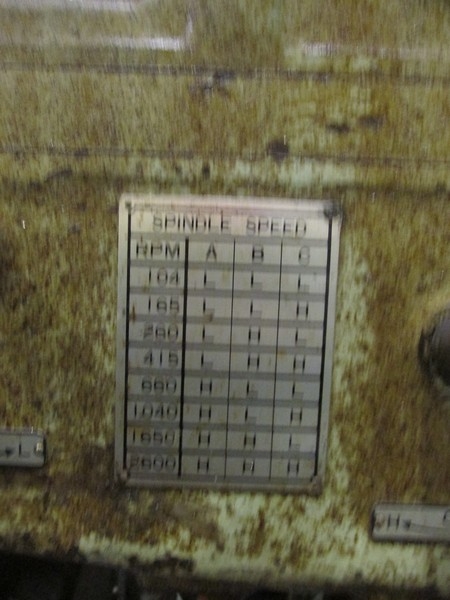 SPINDLE SPEED
RPM A B C
104 L L L
165 L L H
260 L H L
415 L H H
660 H L L
1040 H L H
1650 H H L
2600 H H H
L
H